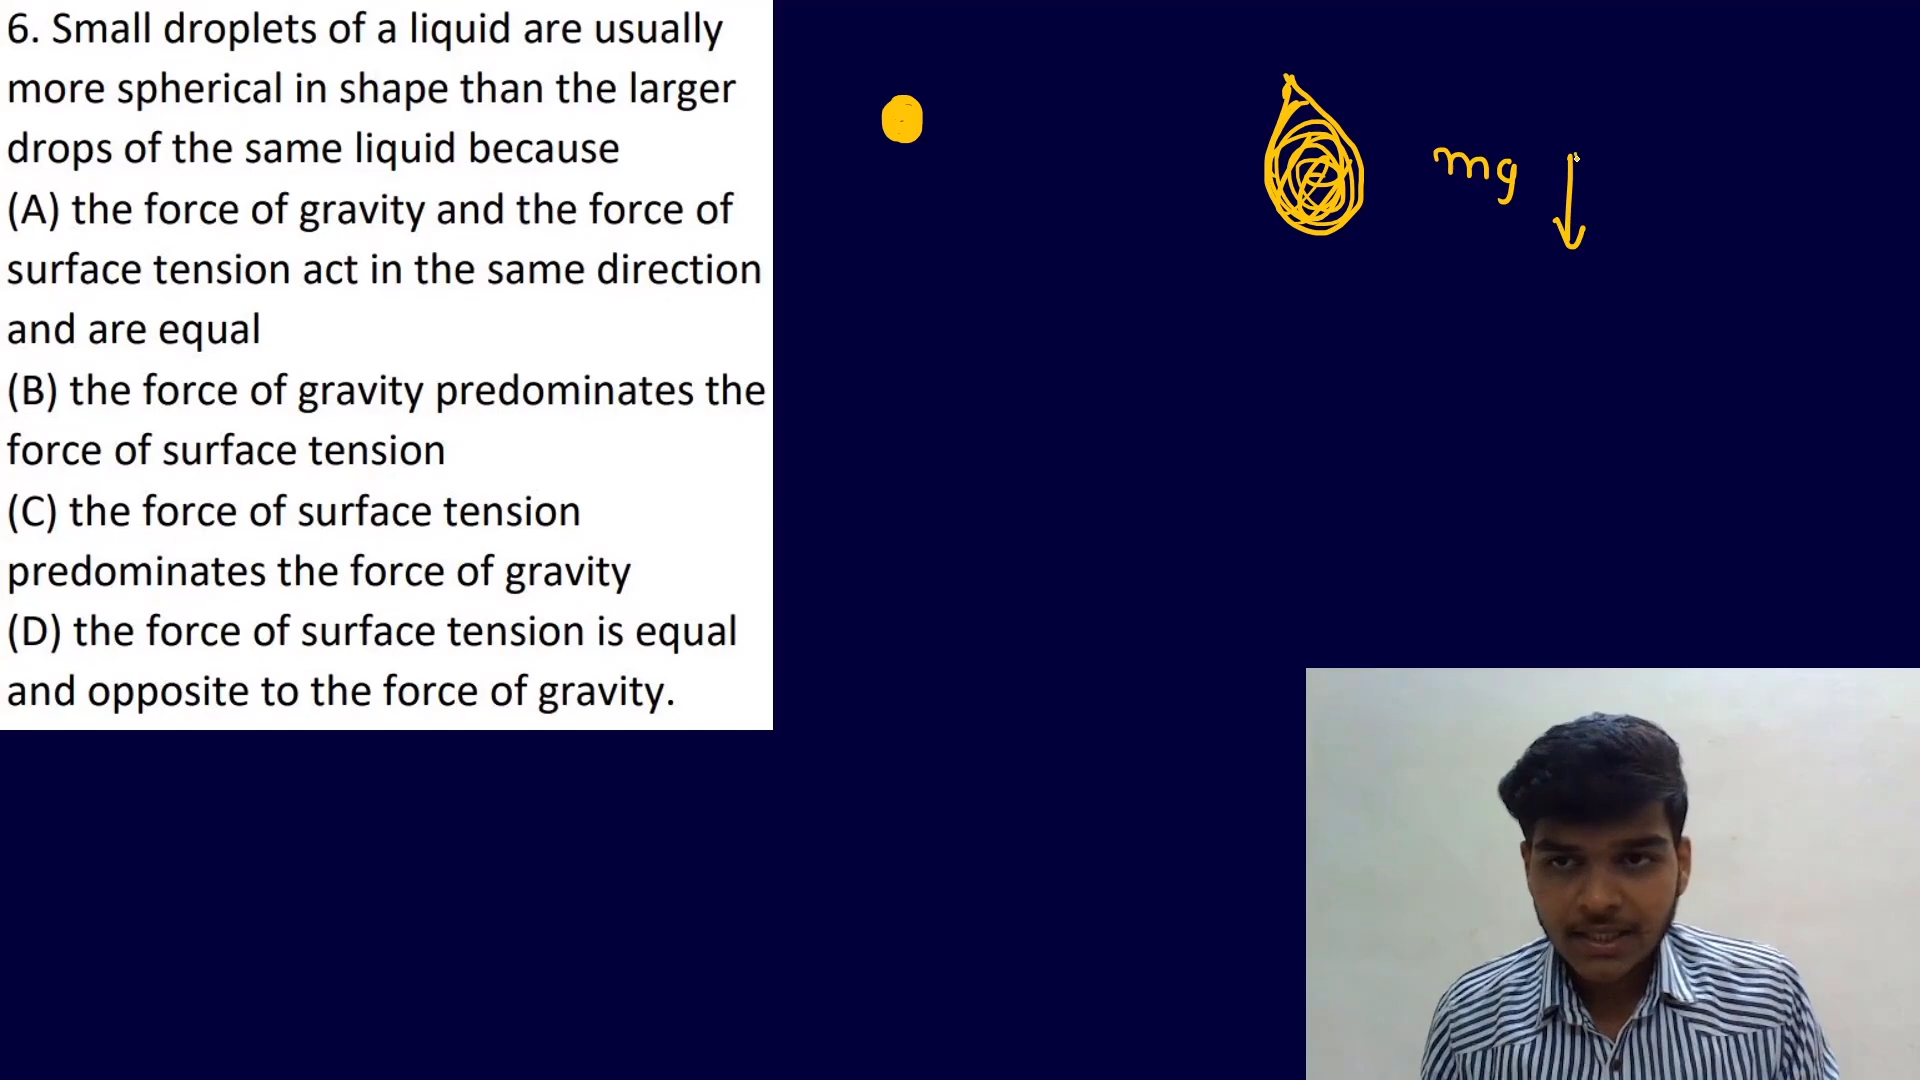 6. Small droplets of a liquid are usually
more spherical in shape than the larger
drops of the same liquid because
(A) the force of gravity and the force of
surface tension act in the same direction
and are equal
(B) the force of gravity predominates the
force of surface tension
(C) the force of surface tension
predominates the force of gravity
(D) the force of surface tension is equal
and opposite to the force of gravity.
mg